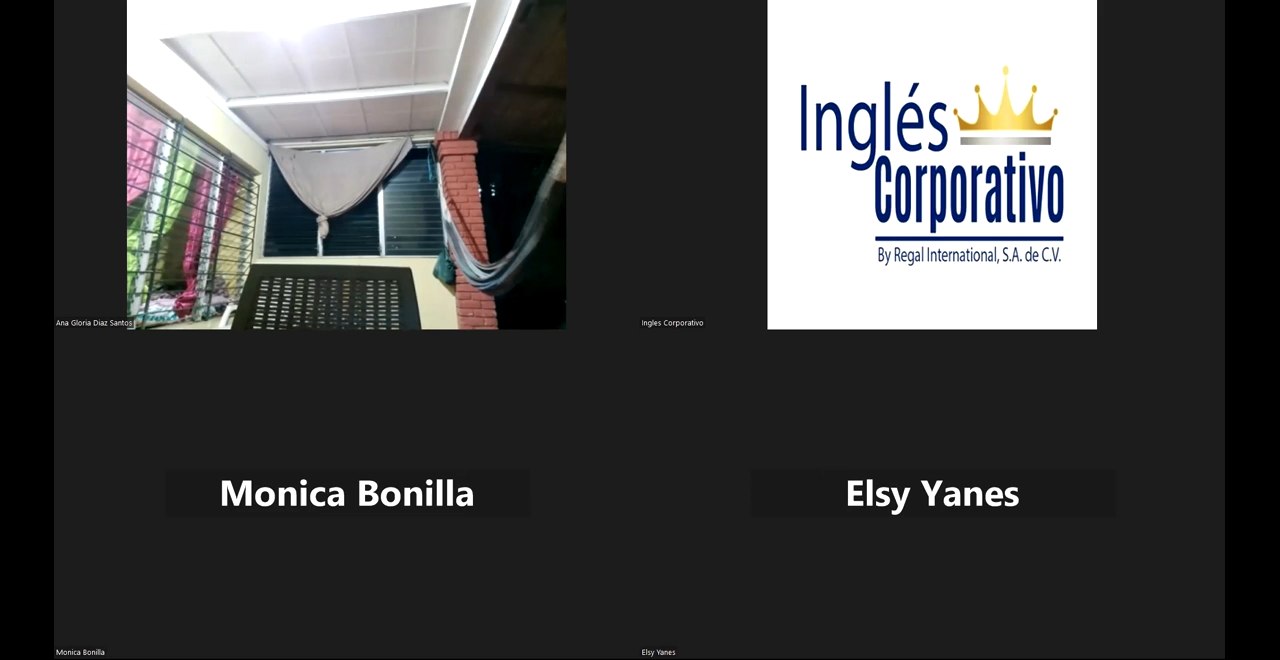 Inglés
Corporativo
By Regal International, S.A. de C.V.
Ana Gloria Diaz Santos
Ingles Corporativo
Monica Bonilla
Elsy Yanes
Monica Bonilla
Elsy Yanes